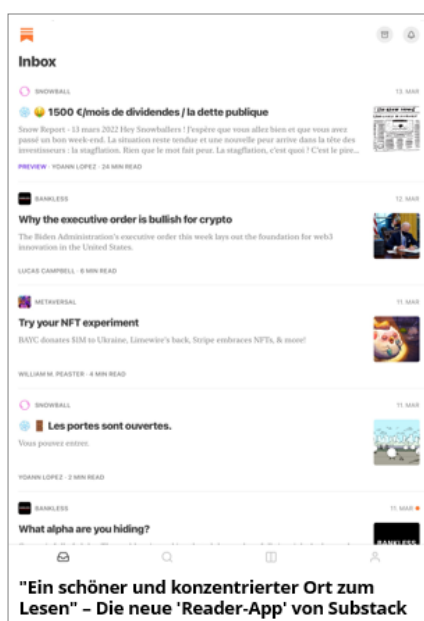 Inbox
SNOWBALL 13. MAR
1500 €/mois de dividendes / la dette publique
Snow Report - 13 mars 2022 Hey Snowballers ! J'espère que vous allez bien et que vous avez
passé un bon week-end. La situation reste tendue et une nouvelle peur arrive dans la tête des
investisseurs : la stagflation. Rien que le mot fait peur. La stagflation, c'est quoi ! C'est le pire...
PREVIEW · YOANN LOPEZ · 24 MIN READ
BANKLESS 12. MAR
Why the executive order is bullish for crypto
The Biden Administration's executive order this week lays out the foundation for web3
innovation in the United States.
LUCAS CAMPBELL · 6 MIN READ
METAVERSAL 11. MAR
Try your NFT experiment
BAYC donates $1M to Ukraine, Limewire's back, Stripe embraces NFTs, & more!
WILLIAM M. PEASTER · 4 MIN READ
SNOWBALL 11. MAR
Les portes sont ouvertes.
Vous pouvez entrer.
YOANN LOPEZ · 2 MIN READ
BANKLESS 11. MAR
What alpha are you hiding?
BANKLESS
"Ein schöner und konzentrierter Ort zum
Lesen" – Die neue 'Reader-App' von Substack